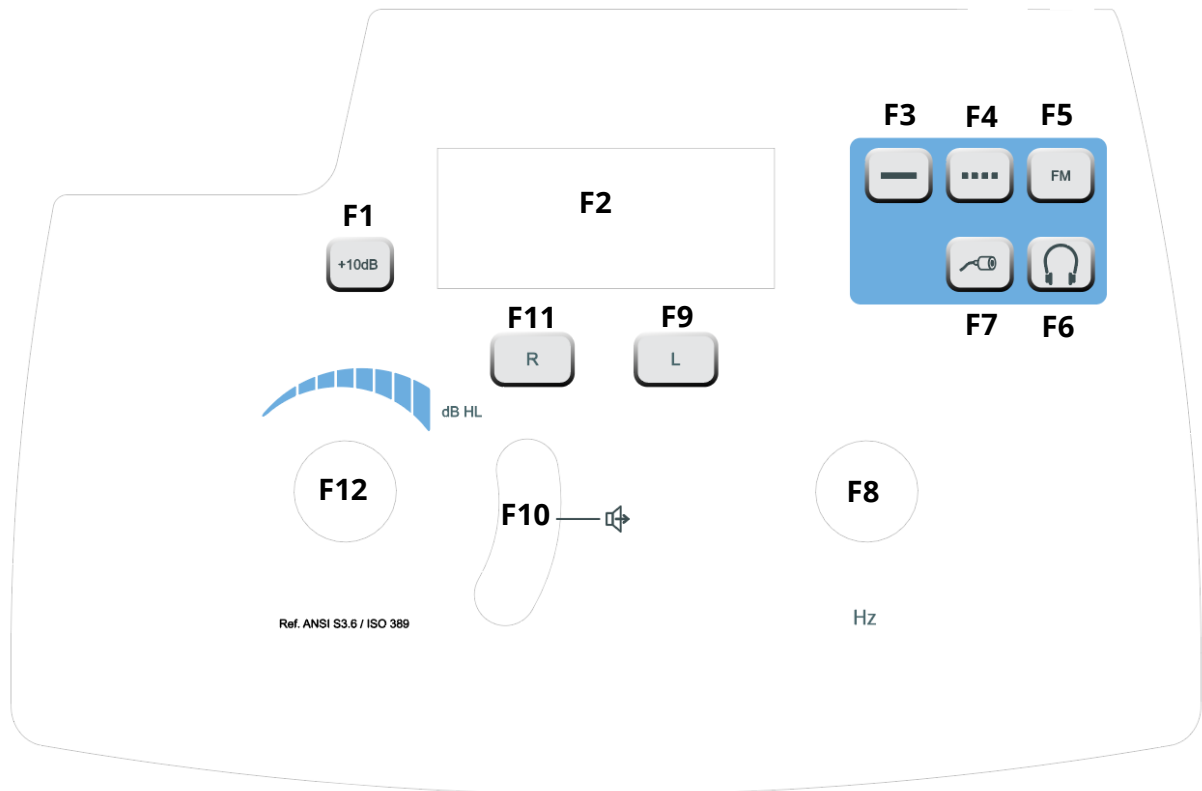 F3 F4 F5
FM
F2
F1
+10dB
F11 F9
R L
F7 F6
dB HL
F12 F10 F8
Ref. ANSI S3.6 / ISO 389
Hz